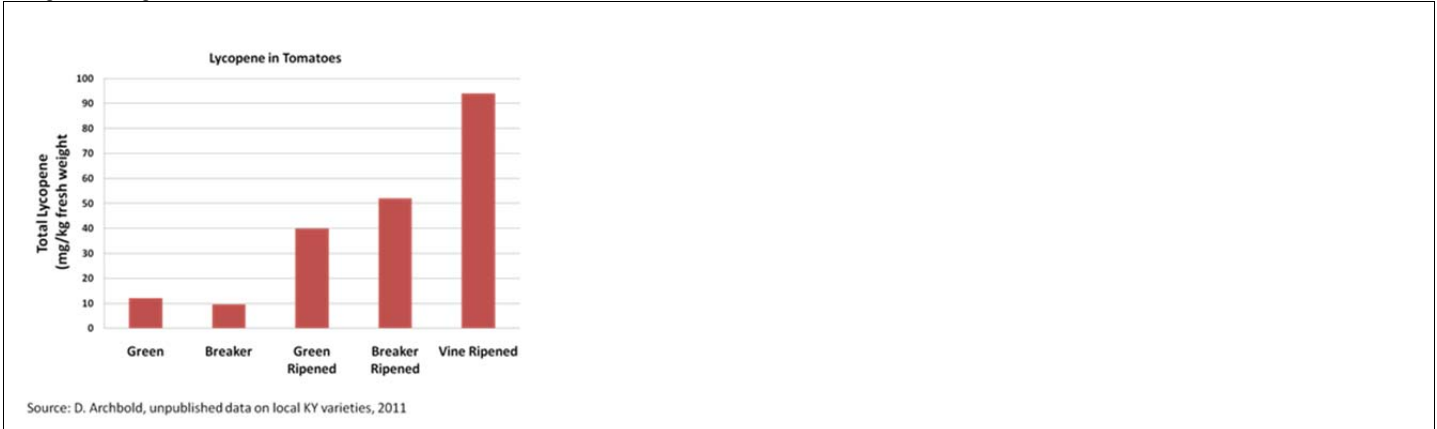 Lycopene in Tomatoes
Total Lycopene
(mg/kg fresh weight
100
90
80
70
60
50
40
30
20
10
0
Green
Breaker
Green
Ripened
Breaker
Ripened
Vine Ripened
Source: D. Archbold, unpublished data on local KY varieties, 2011